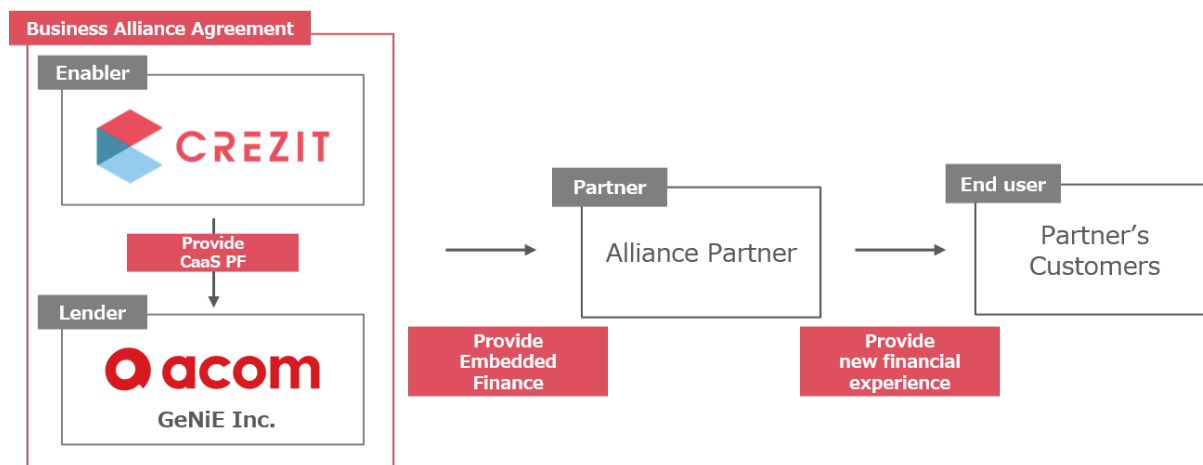 Business Alliance Agreement
Enabler
CREZIT
Provide
CaaS PF
Lender
acom
GeNiE Inc.
Provide
Embedded
Finance
Partner
Alliance Partner
Provide
new financial
experience
End user
Partner’s
Customers